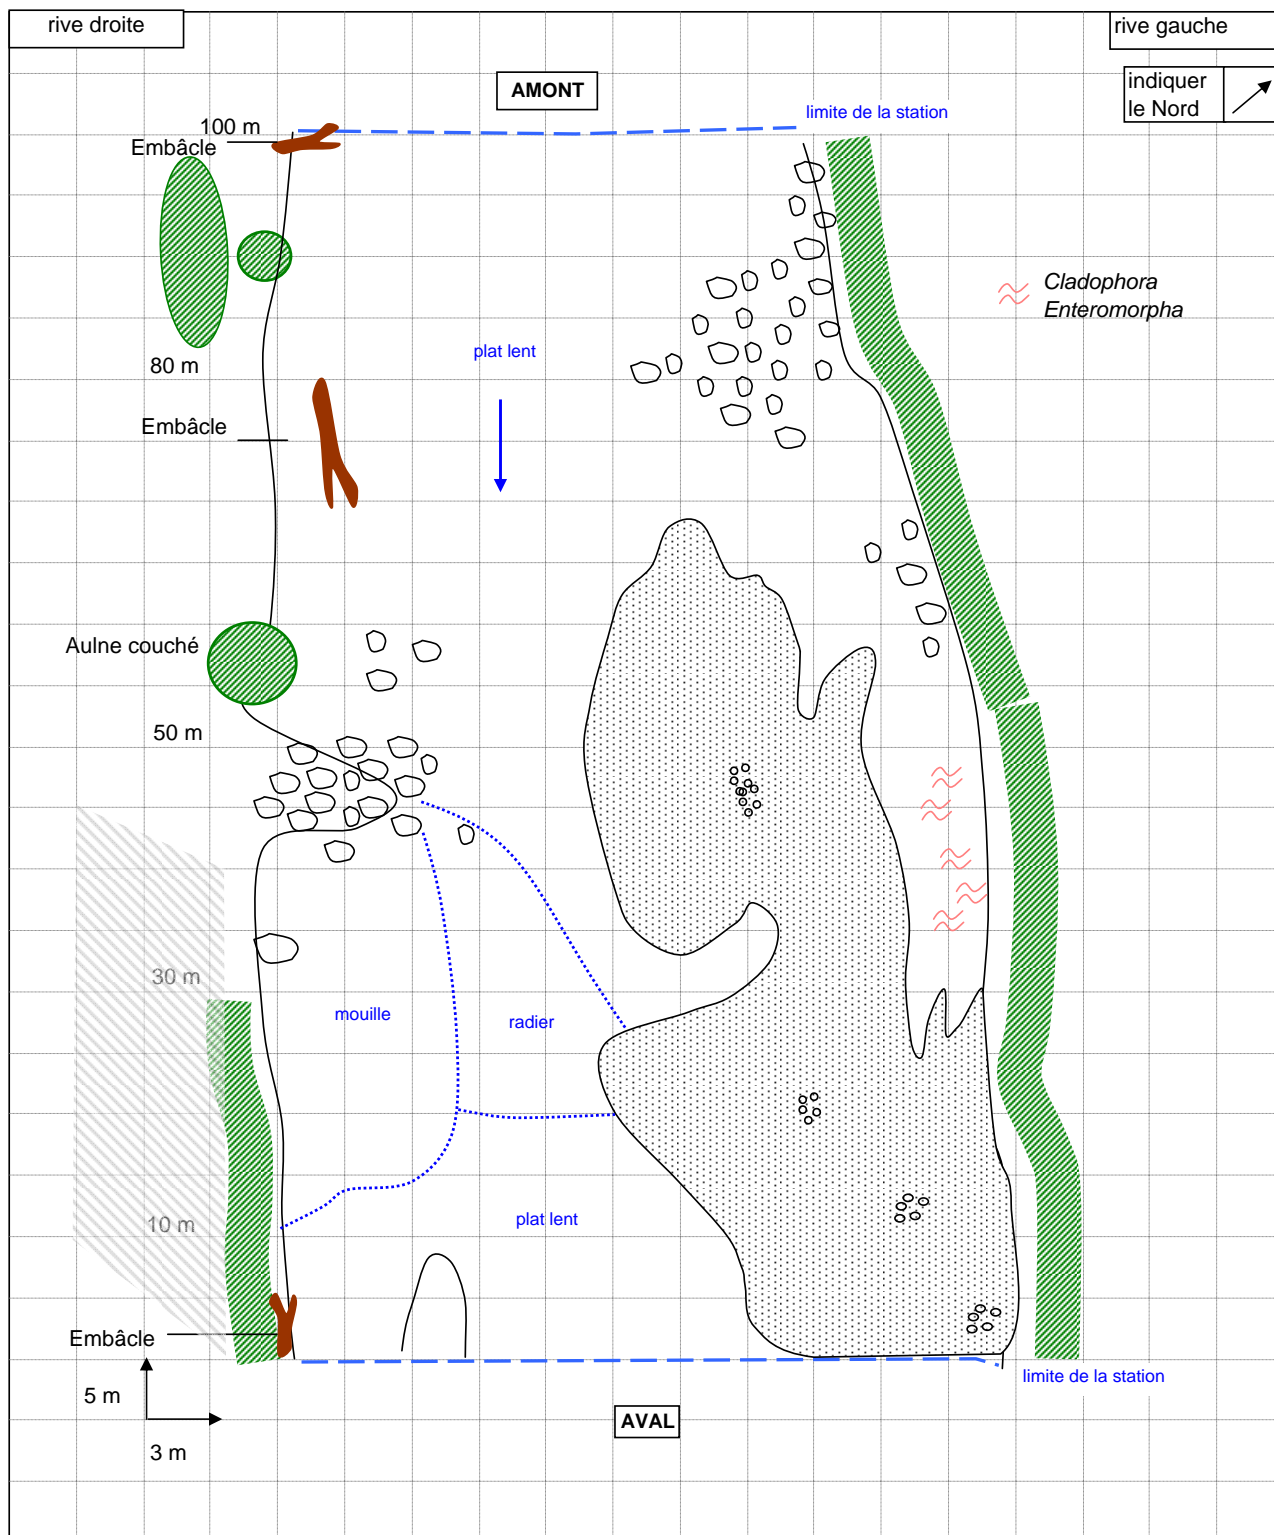 rive droite
rive gauche
AMONT
indiquer
le Nord
limite de la station
100 m
Embâcle
Cladophora
Enteromorpha
plat lent
80 m
Embâcle
Aulne couché
50 m
30 m
mouille
radier
10 m
plat lent
Embâcle
limite de la station
5 m
AVAL
3 m